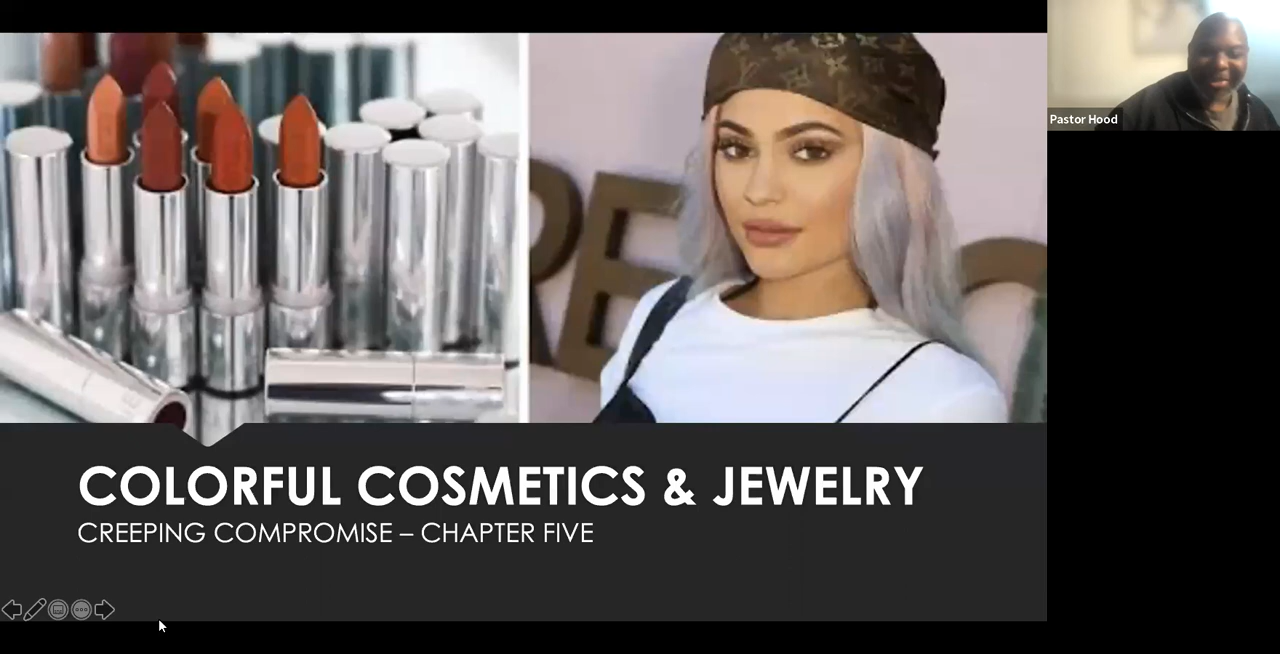 COLORFUL COSMETICS & JEWELRY
CREEPING COMPROMISE – CHAPTER FIVE
Pastor Hood